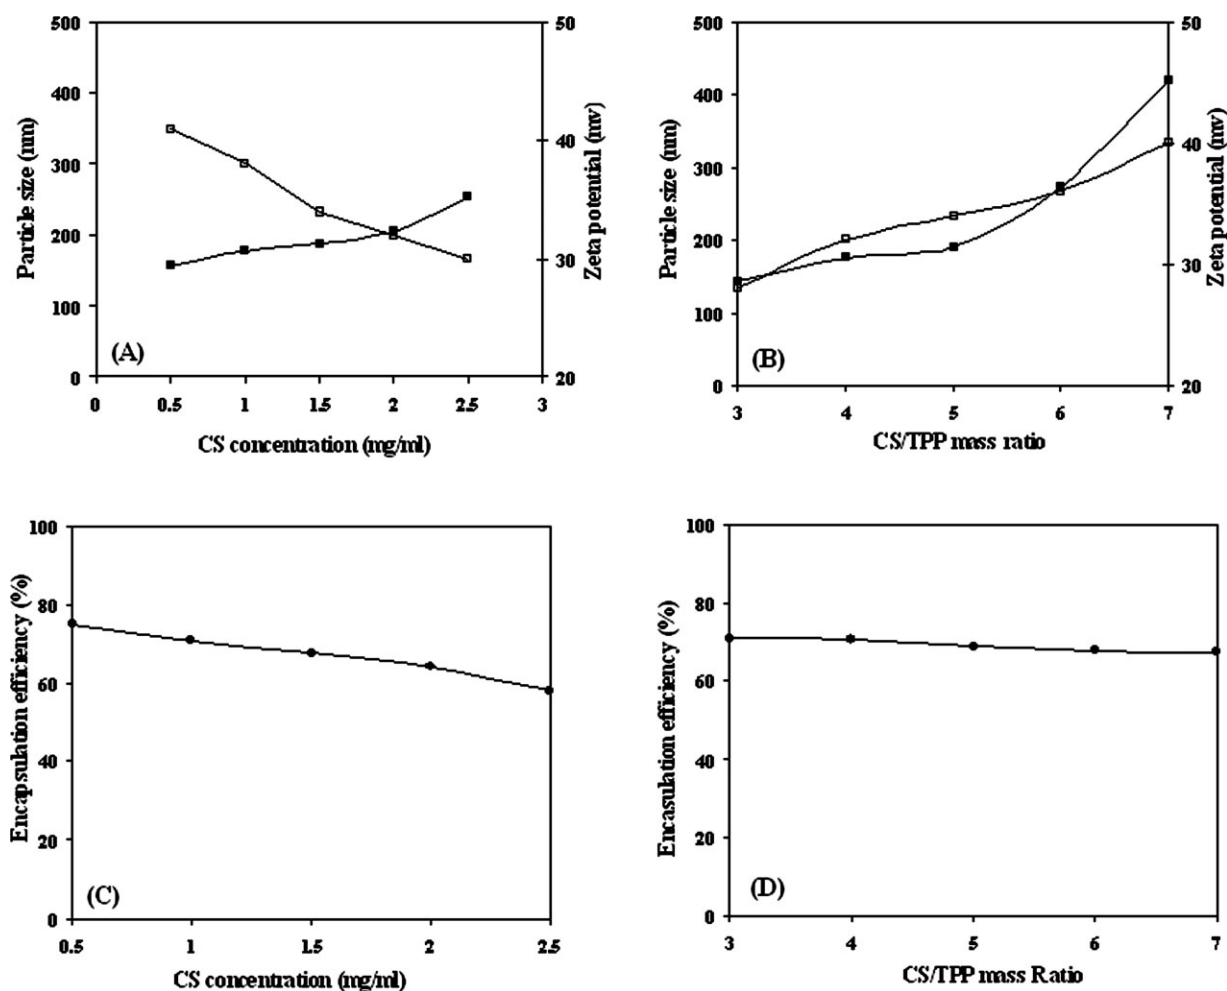 500
400
300
200
100
0
Particle size (nm)
50
40
30
20
Zeta potential (mv)
(A)
0 0.5 1 1.5 2 2.5 3
CS concentration (mg/ml)
500
400
300
200
100
0
Particle size (nm)
50
40
30
20
Zeta potential (mv)
(B)
3 4 5 6 7
CS/TPP mass ratio
100
80
60
40
20
0
Encapsulation efficiency (%)
(C)
0.5 1 1.5 2 2.5
CS concentration (mg/ml)
100
80
60
40
20
0
Encasulation efficiency (%)
(D)
3 4 5 6 7
CS/TPP mass Ratio